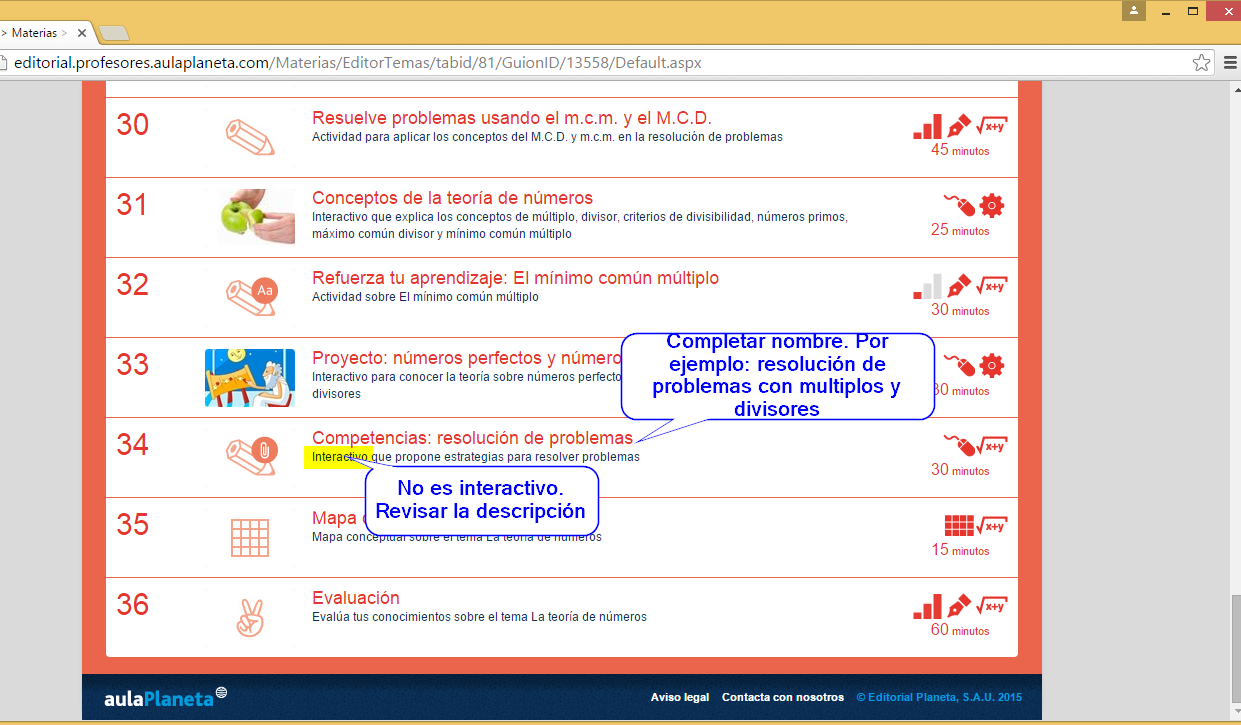 > Materias >
editorial.profesores.aulaplaneta.com/Materias/EditorTemas/tabid/81/GuionID/13558/Default.aspx
30
Resuelve problemas usando el m.c.m. y el M.C.D.
Actividad para aplicar los conceptos del M.C.D. y m.c.m. en la resolución de problemas
√x+y
45 minutos
31
Conceptos de la teoría de números
Interactivo que explica los conceptos de múltiplo, divisor, criterios de divisibilidad, números primos,
máximo común divisor y mínimo común múltiplo
25 minutos
32
Aa
Refuerza tu aprendizaje: El mínimo común múltiplo
Actividad sobre El mínimo común múltiplo
√x+y
30 minutos
33
Proyecto: números perfectos y número
Interactivo para conocer la teoría sobre números perfecto
divisores
Completar nombre. Por
ejemplo: resolución de
problemas con multiplos y
divisores
minutos
34
Competencias: resolución de problemas
Interactivo que propone estrategias para resolver problemas
√x+y
30 minutos
No es interactivo.
Revisar la descripción
35
Mapa
Mapa conceptual sobre el tema La teoría de números
√x+y
15 minutos
36
Evaluación
Evalúa tus conocimientos sobre el tema La teoría de números
√x+y
60 minutos
aulaPlaneta
Aviso legal Contacta con nosotros © Editorial Planeta, S.A.U. 2015